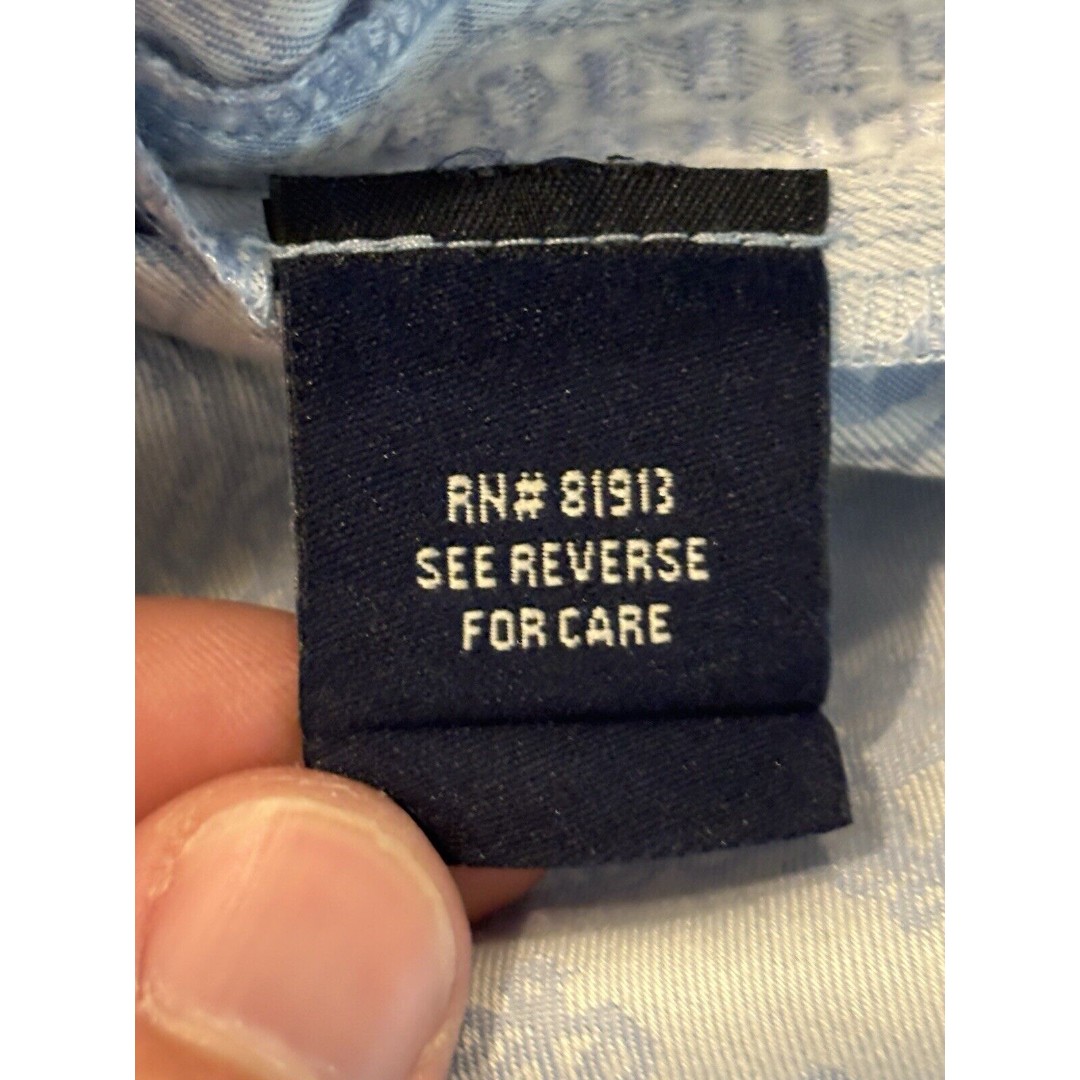 RN# 81913
SEE REVERSE
FOR CARE